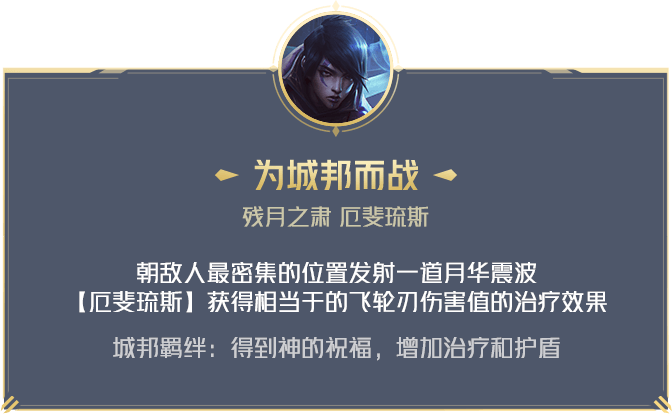 为城邦而战
残月之肃 厄斐琉斯
朝敌人最密集的位置发射一道月华震波
【厄斐琉斯】获得相当于的飞轮刃伤害值的治疗效果
城邦羁绊：得到神的祝福，增加治疗和护盾